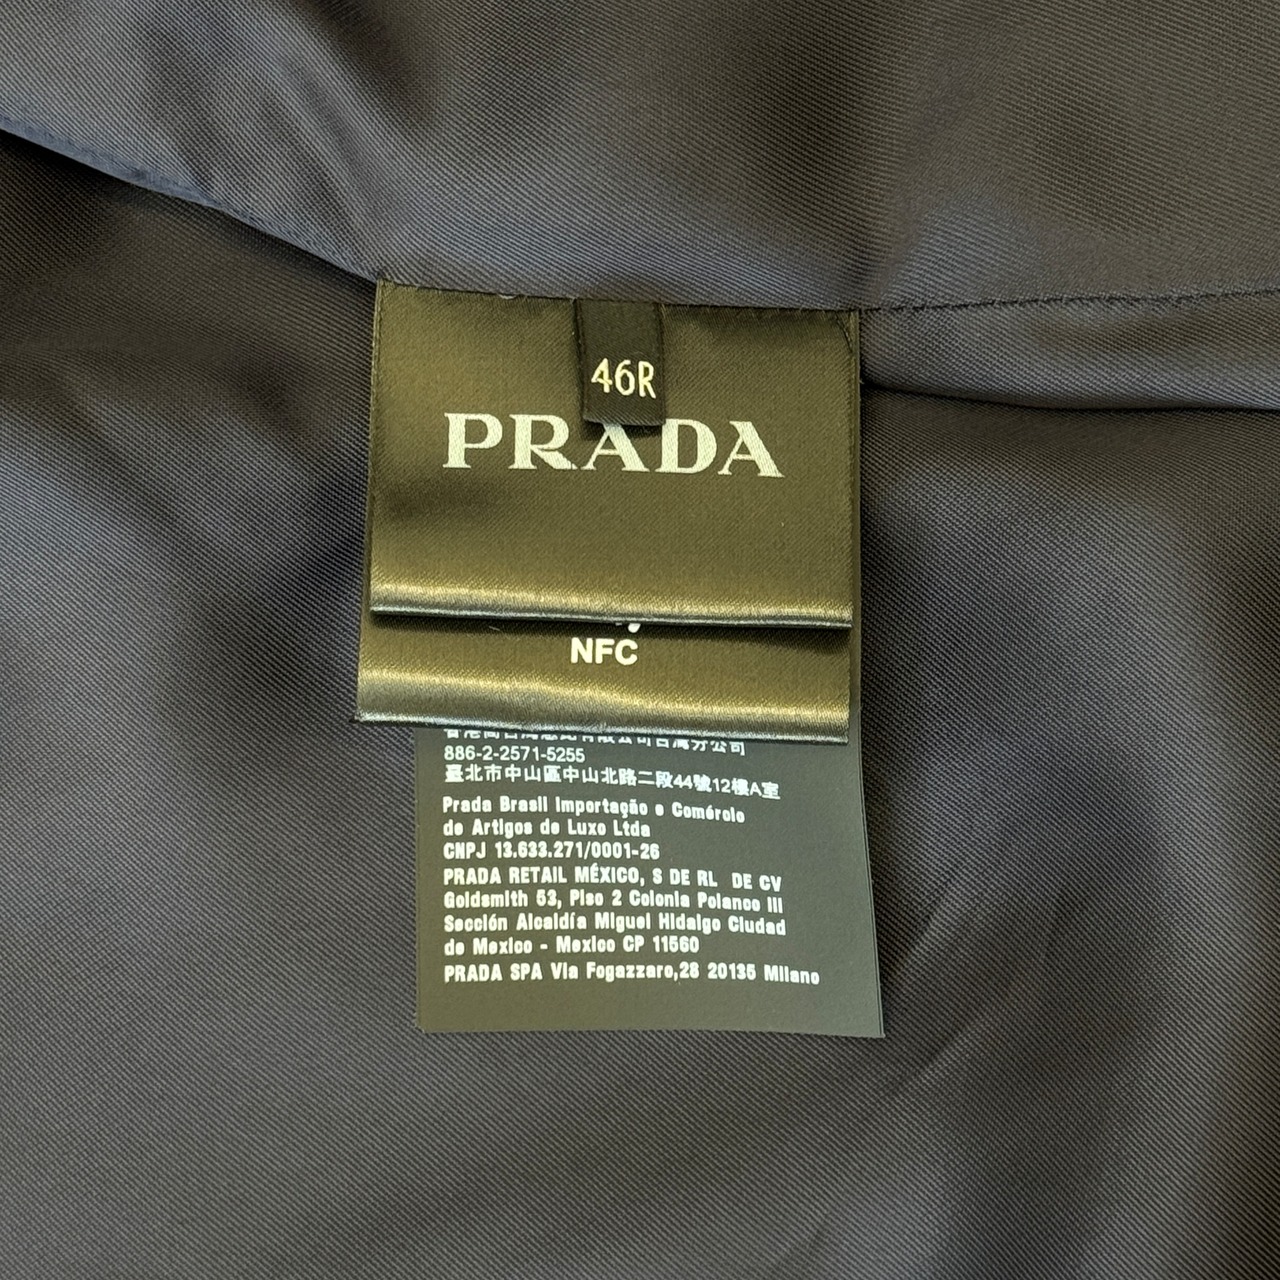 46R
PRADA
NFC
886-2-2571-5255
臺北市中山區中山北路二段44號12樓A室
Prada Brasil Importação e Comércio
de Artigos de Luxo Ltda
CNPJ 13.633.271/0001-26
PRADA RETAIL MÉXICO, S DE RL DE CV
Goldsmith 53, Piso 2 Colonia Polanco III
Sección Alcaldía Miguel Hidalgo Ciudad
de Mexico - Mexico CP 11560
PRADA SPA Via Fogazzaro,28 20135 Milano